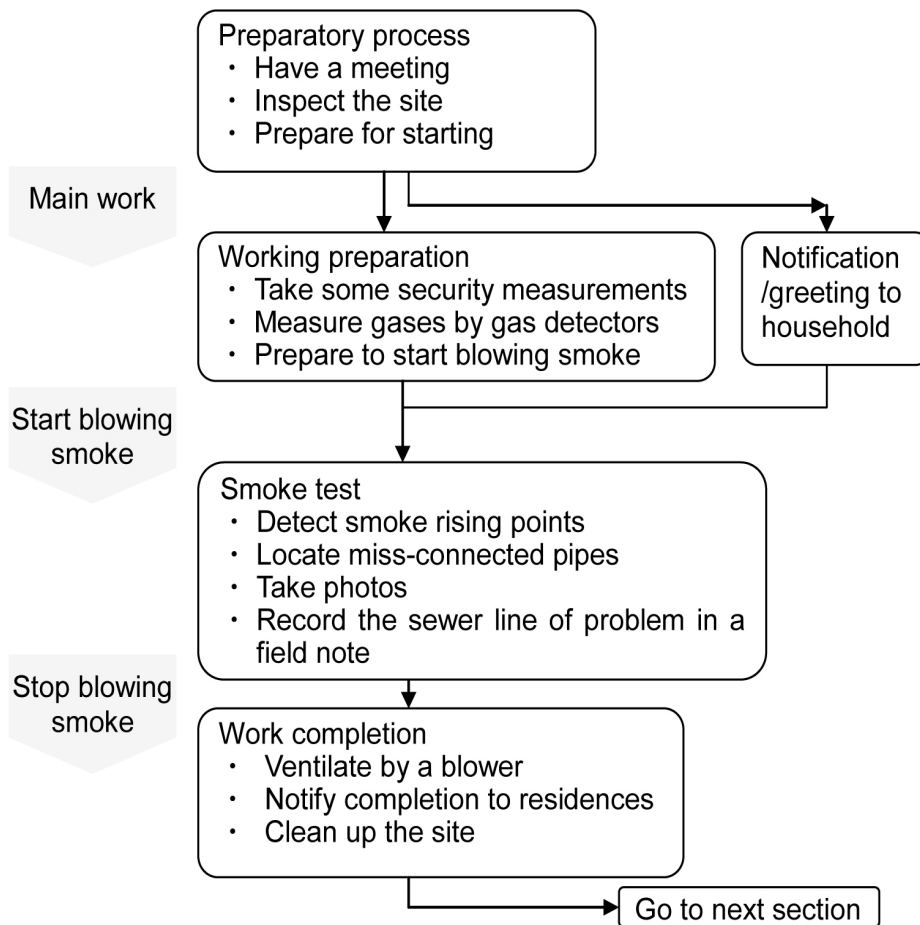 Preparatory process
・ Have a meeting
・ Inspect the site
・ Prepare for starting
Main work
Working preparation
・ Take some security measurements
・ Measure gases by gas detectors
・ Prepare to start blowing smoke
Notification
/greeting to
household
Start blowing
smoke
Smoke test
・ Detect smoke rising points
・ Locate miss-connected pipes
・ Take photos
・ Record the sewer line of problem in a
field note
Stop blowing
smoke
Work completion
・ Ventilate by a blower
・ Notify completion to residences
・ Clean up the site
Go to next section